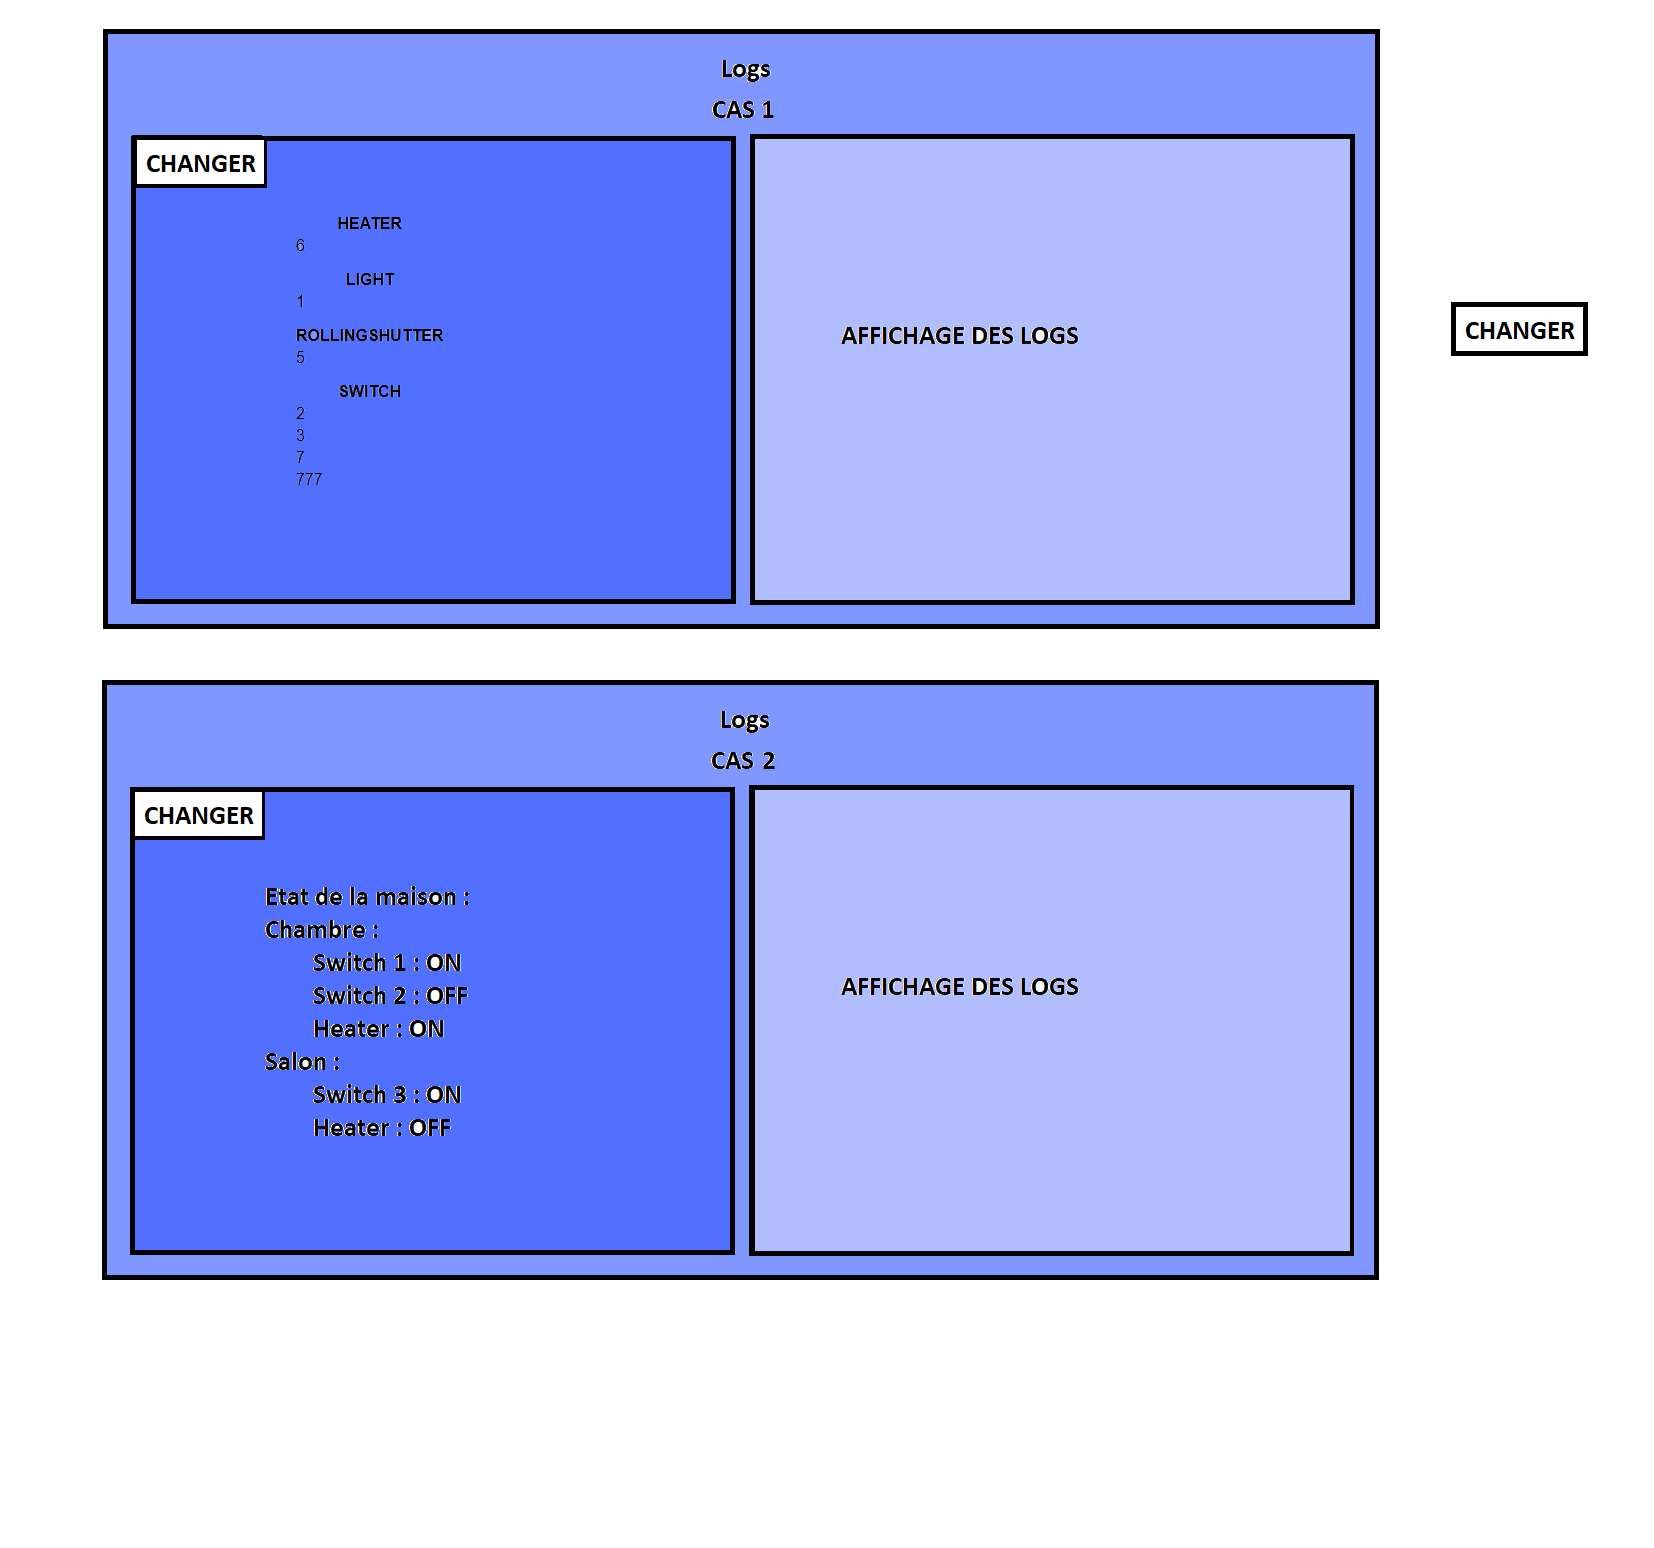 Logs
CAS 1
CHANGER
HEATER
6
LIGHT
1
ROLLINGSHUTTER
5
SWITCH
2
3
7
777
AFFICHAGE DES LOGS
CHANGER
Logs
CAS 2
CHANGER
Etat de la maison :
Chambre :
Switch 1 : ON
Switch 2 : OFF
Heater : ON
Salon :
Switch 3 : ON
Heater : OFF
AFFICHAGE DES LOGS